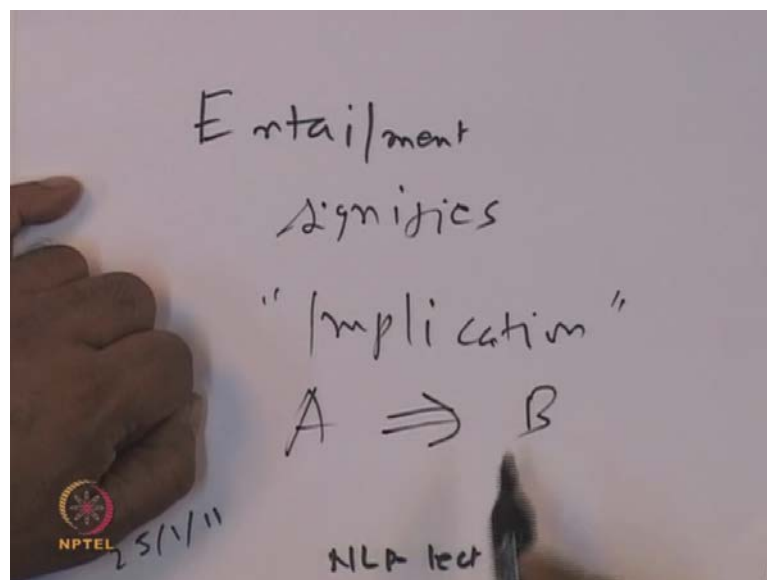 Entailment
signifies
"Implication"
A ⇒ B
NPTEL
25/1/11
NLP lect